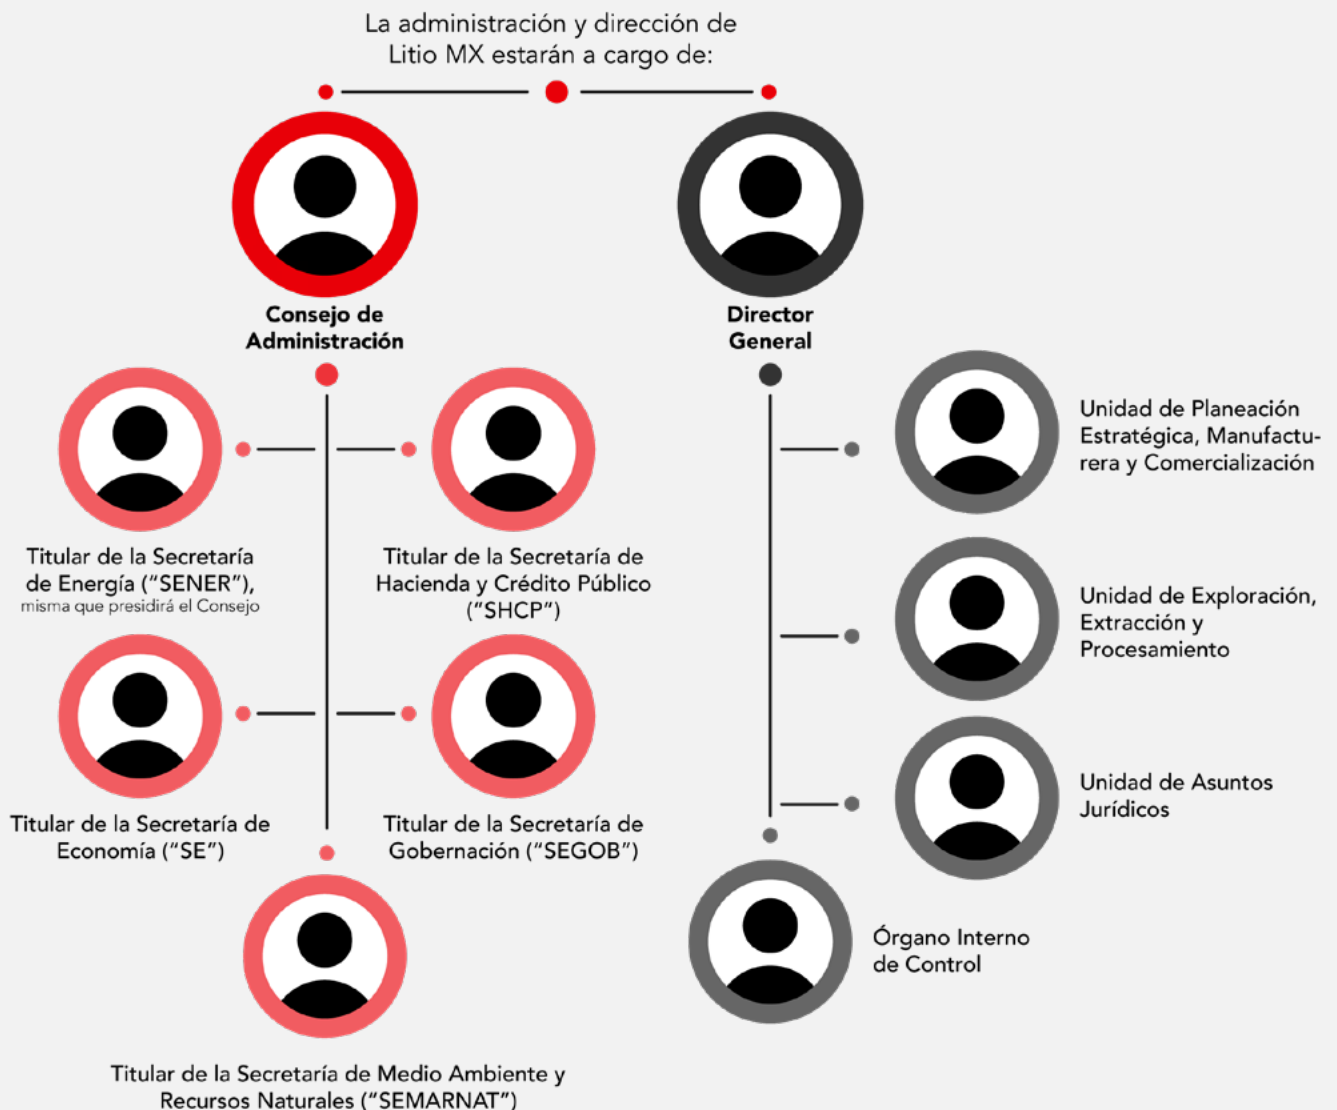 La administración y dirección de
Litio MX estarán a cargo de:
Consejo de
Administración
Director
General
Titular de la Secretaría
de Energía ("SENER"),
misma que presidirá el Consejo
Titular de la Secretaría de
Hacienda y Crédito Público
("SHCP")
Titular de la Secretaría de
Economía ("SE")
Titular de la Secretaría de
Gobernación ("SEGOB")
Titular de la Secretaría de Medio Ambiente y
Recursos Naturales ("SEMARNAT")
Unidad de Planeación
Estratégica, Manufactu-
rera y Comercialización
Unidad de Exploración,
Extracción y
Procesamiento
Unidad de Asuntos
Jurídicos
Órgano Interno
de Control